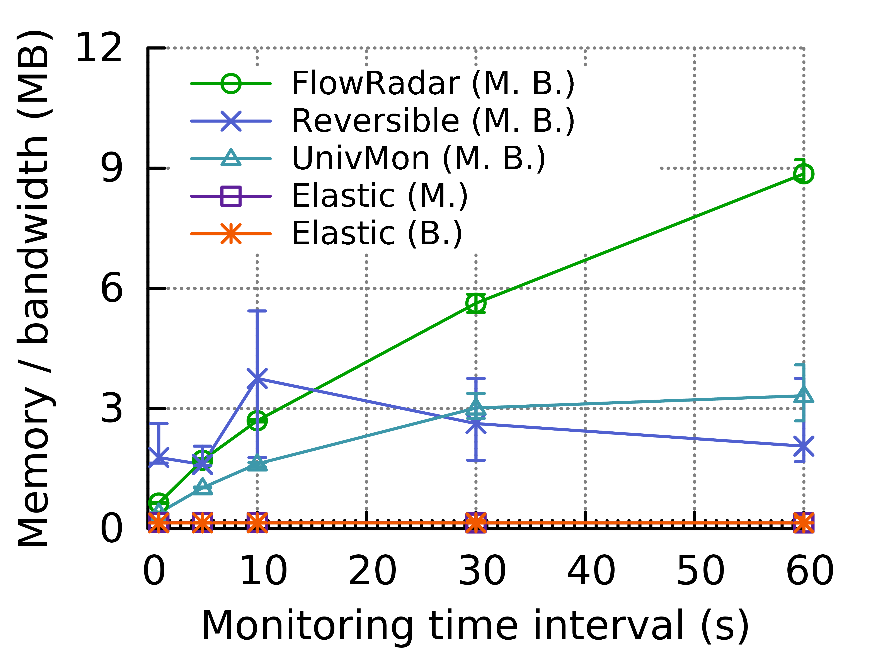 Memory / bandwidth (MB)
12
9
6
3
0
FlowRadar (M. B.)
Reversible (M. B.)
UnivMon (M. B.)
Elastic (M.)
Elastic (B.)
0 10 20 30 40 50 60
Monitoring time interval (s)